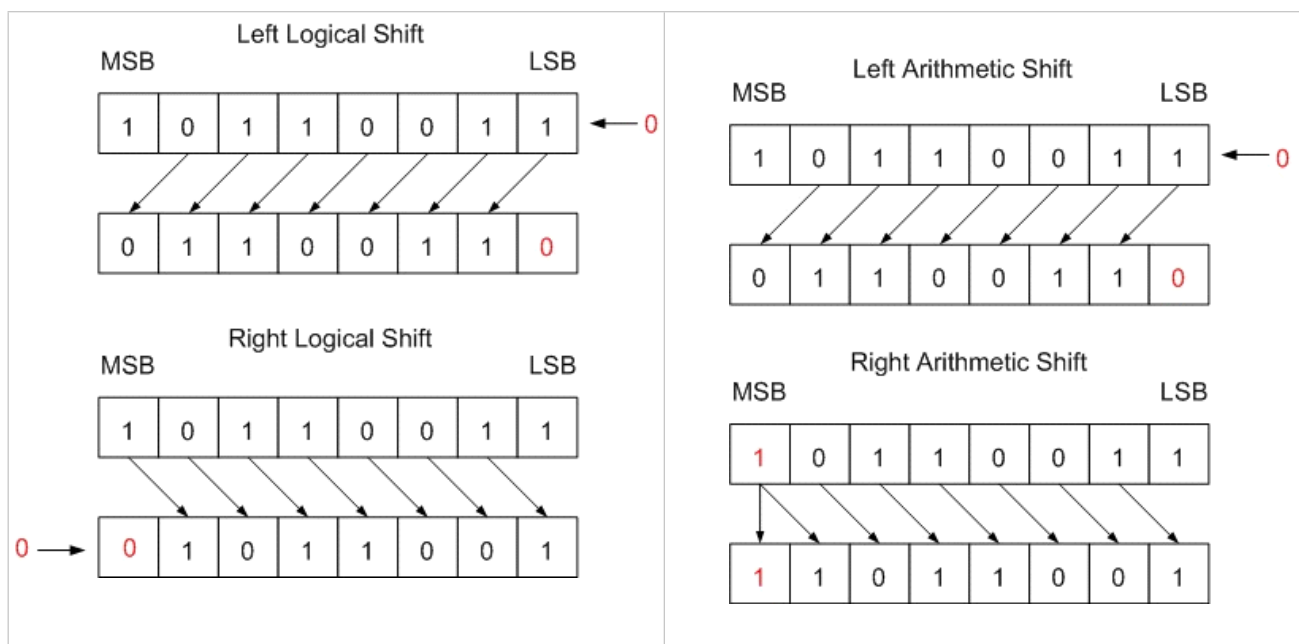 Left Logical Shift
MSB LSB
1 0 1 1 0 0 1 1 0
0 1 1 0 0 1 1 0
Right Logical Shift
MSB LSB
1 0 1 1 0 0 1 1
0 0 1 0 1 1 0 0 1
Left Arithmetic Shift
MSB LSB
1 0 1 1 0 0 1 1 0
0 1 1 0 0 1 1 0
Right Arithmetic Shift
MSB LSB
1 0 1 1 0 0 1 1
1 1 0 1 1 0 0 1